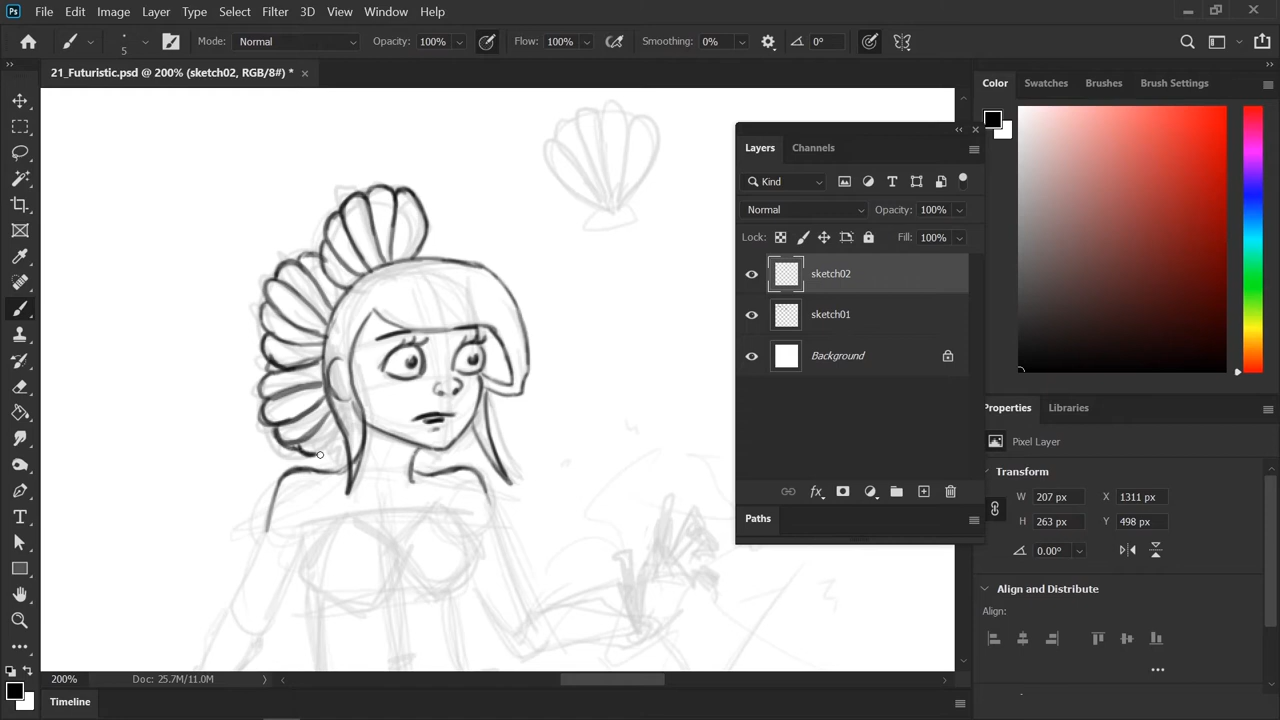 Ps File Edit Image Layer Type Select Filter 3D View Window Help
5 Mode: Normal Opacity: 100% Flow: 100% Smoothing: 0% 0°
21_Futuristic.psd @ 200% (sketch02, RGB/8#) *
Color Swatches Brushes Brush Settings
Layers Channels
Kind
Normal Opacity: 100%
Lock: Fill: 100%
sketch02
sketch01
Background
fx
Paths
Properties Libraries
Pixel Layer
Transform
W 207 px X 1311 px
H 263 px Y 498 px
0.00°
Align and Distribute
Align:
200% Doc: 25.7M/11.0M
Timeline